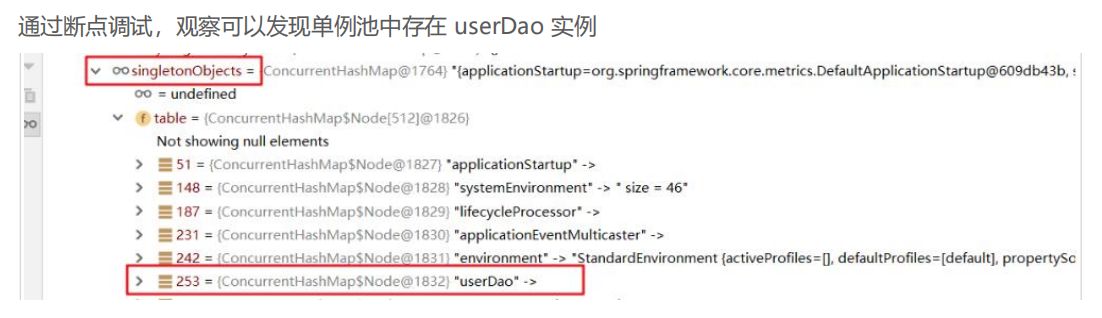 通过断点调试，观察可以发现单例池中存在 userDao 实例
singletonObjects = {ConcurrentHashMap@1764} "{applicationStartup=org.springframework.core.metrics.DefaultApplicationStartup@609db43b, s
oo = undefined
f table = {ConcurrentHashMap$Node[512]@1826}
Not showing null elements
51 = {ConcurrentHashMap$Node@1827} "applicationStartup" ->
148 = {ConcurrentHashMap$Node@1828} "systemEnvironment" -> " size = 46"
187 = {ConcurrentHashMap$Node@1829} "lifecycleProcessor" ->
231 = {ConcurrentHashMap$Node@1830} "applicationEventMulticaster" ->
242 = {ConcurrentHashMap$Node@1831} "environment" -> "StandardEnvironment {activeProfiles=[], defaultProfiles=[default], propertySo
253 = {ConcurrentHashMap$Node@1832} "userDao" ->